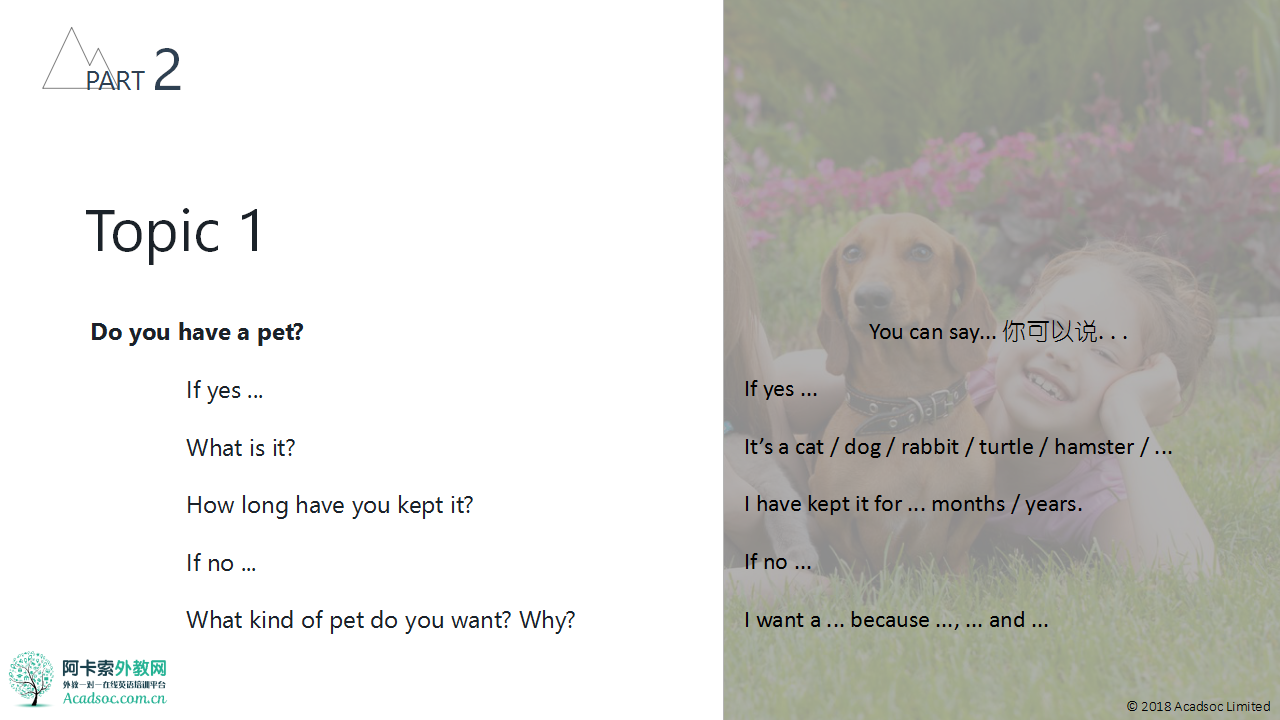 PART 2
Topic 1
Do you have a pet?
If yes ...
What is it?
How long have you kept it?
If no ...
What kind of pet do you want? Why?
You can say... 你可以说. . .
If yes ...
It’s a cat / dog / rabbit / turtle / hamster / ...
I have kept it for ... months / years.
If no ...
I want a ... because ..., ... and ...
阿卡索外教网
外教一对一在线英语培训平台
Acadsoc.com.cn
© 2018 Acadsoc Limited